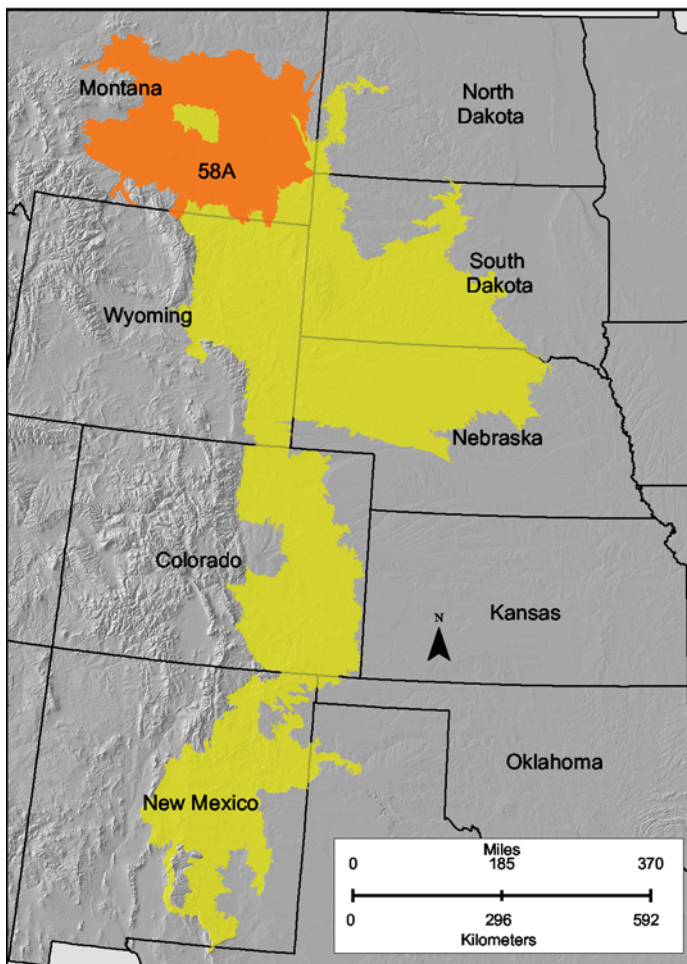 Montana
North
Dakota
58A
South
Dakota
Wyoming
Nebraska
Colorado
Kansas
N
Oklahoma
New Mexico
Miles
0 185 370
0 296 592
Kilometers